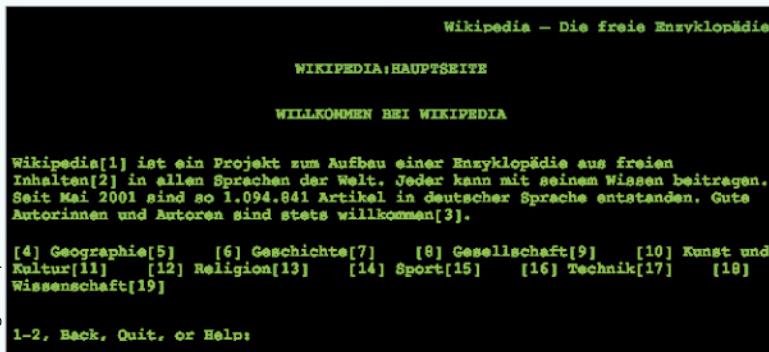 Wikipedia — Die freie Enzyklopädie
WIKIPEDIA:HAUPTSEITE
WILLKOMMEN BEI WIKIPEDIA
Wikipedia[1] ist ein Projekt zum Aufbau einer Enzyklopädie aus freien
Inhalten[2] in allen Sprachen der Welt. Jeder kann mit seinem Wissen beitragen.
Seit Mai 2001 sind so 1.094.841 Artikel in deutscher Sprache entstanden. Gute
Autorinnen und Autoren sind stets willkommen[3].
[4] Geographie[5] [6] Geschichte[7] [8] Gesellschaft[9] [10] Kunst und
Kultur[11] [12] Religion[13] [14] Sport[15] [16] Technik[17] [18]
Wissenschaft[19]
1-2, Back, Quit, or Help: